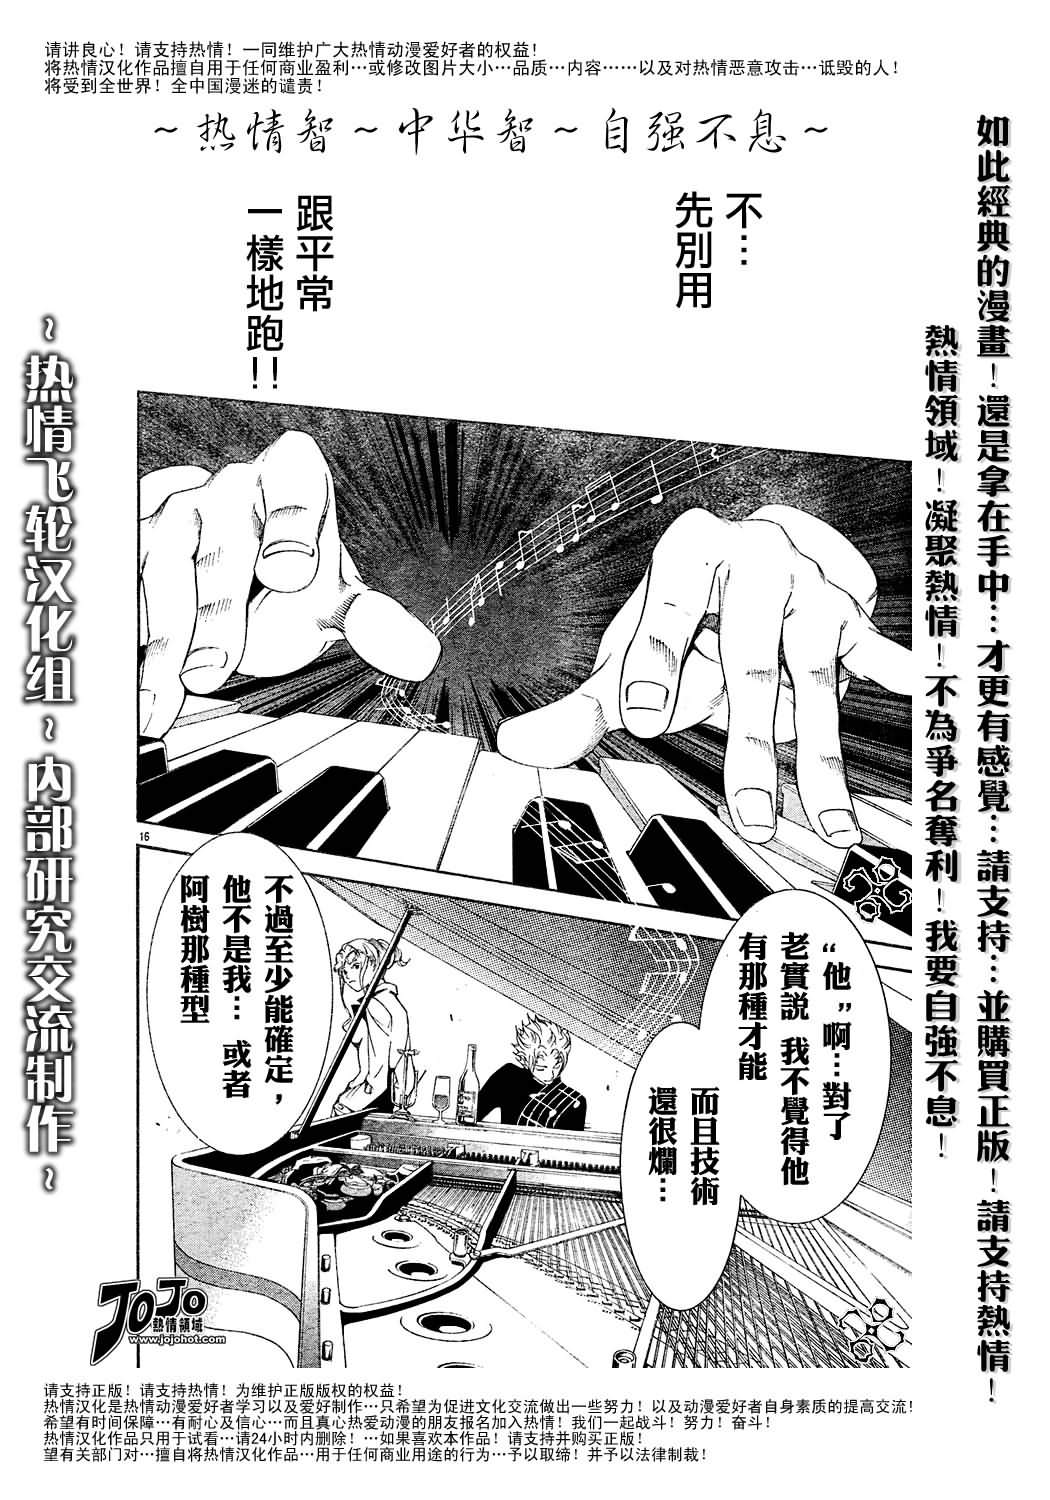 请讲良心！请支持热情！一同维护广大热情动漫爱好者的权益！
将热情汉化作品擅自用于任何商业盈利…或修改图片大小…品质…内容……以及对热情恶意攻击…诋毁的人！
将受到全世界！全中国漫迷的谴责！
～热情智～中华智～自强不息～
如此經典的漫畫！還是拿在手中…才更有感覺…請支持…並購買正版！請支持熱情！
熱情領域！凝聚熱情！不為爭名奪利！我要自強不息！
不…
先別用
跟平常
一樣地跑!!
16
“他”啊…對了
老實說 我不覺得他
有那種才能
而且技術
還很爛…
不過至少能確定，
他不是我… 或者
阿樹那種型
～热情飞轮汉化组～内部研究交流制作～
JOJO
熱情領域
www.jojohot.com
请支持正版！请支持热情！为维护正版版权的权益！
热情汉化是热情动漫爱好者学习以及爱好制作…只希望为促进文化交流做出一些努力！以及动漫爱好者自身素质的提高交流！
希望有时间保障…有耐心及信心…而且真心热爱动漫的朋友报名加入热情！我们一起战斗！努力！奋斗！
热情汉化作品只用于试看…请24小时内删除！…如果喜欢本作品！请支持并购买正版！
望有关部门对…擅自将热情汉化作品…用于任何商业用途的行为…予以取缔！并予以法律制裁！